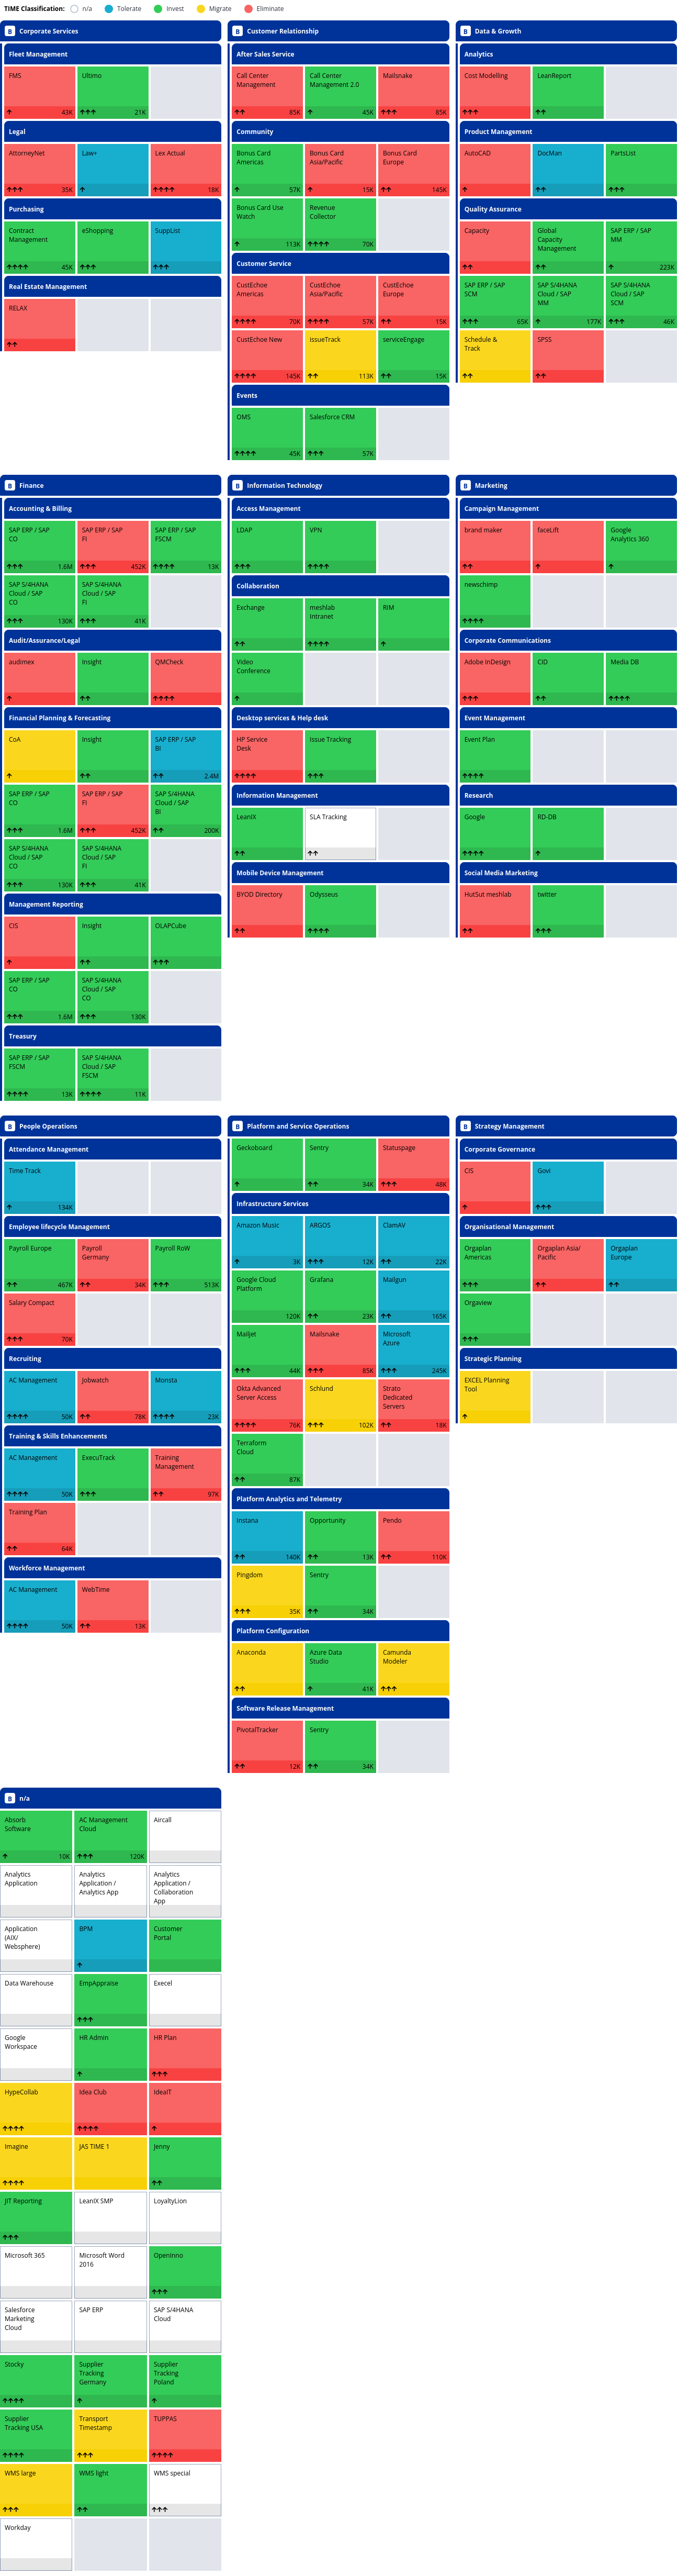 TIME Classification: n/a Tolerate Invest Migrate Eliminate
B Corporate Services
Fleet Management
FMS
↑ 43K
Ultimo
↑↑↑ 21K
Legal
AttorneyNet
↑↑↑ 35K
Law+
↑
Lex Actual
↑↑↑↑ 18K
Purchasing
Contract
Management
↑↑↑↑ 45K
eShopping
↑↑↑
SuppList
↑↑↑
Real Estate Management
RELAX
↑↑
B Customer Relationship
After Sales Service
Call Center
Management
↑↑ 85K
Call Center
Management 2.0
↑ 45K
Mailsnake
↑↑↑ 85K
Community
Bonus Card
Americas
↑ 57K
Bonus Card
Asia/Pacific
↑ 15K
Bonus Card
Europe
↑↑ 145K
Bonus Card Use
Watch
↑ 113K
Revenue
Collector
↑↑↑↑ 70K
Customer Service
CustEchoe
Americas
↑↑↑↑ 70K
CustEchoe
Asia/Pacific
↑↑↑↑ 57K
CustEchoe
Europe
↑↑ 15K
CustEchoe New
↑↑↑↑ 145K
issueTrack
↑↑ 113K
serviceEngage
↑↑ 15K
Events
OMS
↑↑↑↑ 45K
Salesforce CRM
↑↑↑ 57K
B Data & Growth
Analytics
Cost Modelling
↑↑↑
LeanReport
↑↑
Product Management
AutoCAD
↑
DocMan
↑↑
PartsList
↑↑↑
Quality Assurance
Capacity
↑↑
Global
Capacity
Management
↑↑
SAP ERP / SAP
MM
↑ 223K
SAP ERP / SAP
SCM
↑↑↑ 65K
SAP S/4HANA
Cloud / SAP
MM
↑ 177K
SAP S/4HANA
Cloud / SAP
SCM
↑↑↑ 46K
Schedule &
Track
↑↑
SPSS
↑↑
B Finance
Accounting & Billing
SAP ERP / SAP
CO
↑↑↑ 1.6M
SAP ERP / SAP
FI
↑↑↑ 452K
SAP ERP / SAP
FSCM
↑↑↑↑ 13K
SAP S/4HANA
Cloud / SAP
CO
↑↑↑ 130K
SAP S/4HANA
Cloud / SAP
FI
↑↑↑ 41K
Audit/Assurance/Legal
audimex
↑
Insight
↑↑
QMCheck
↑↑↑↑
Financial Planning & Forecasting
CoA
↑
Insight
↑↑
SAP ERP / SAP
BI
↑↑ 2.4M
SAP ERP / SAP
CO
↑↑↑ 1.6M
SAP ERP / SAP
FI
↑↑↑ 452K
SAP S/4HANA
Cloud / SAP
BI
↑↑ 200K
SAP S/4HANA
Cloud / SAP
CO
↑↑↑ 130K
SAP S/4HANA
Cloud / SAP
FI
↑↑↑ 41K
Management Reporting
CIS
↑
Insight
↑↑
OLAPCube
↑↑↑
SAP ERP / SAP
CO
↑↑↑ 1.6M
SAP S/4HANA
Cloud / SAP
CO
↑↑↑ 130K
Treasury
SAP ERP / SAP
FSCM
↑↑↑↑ 13K
SAP S/4HANA
Cloud / SAP
FSCM
↑↑↑↑ 11K
B Information Technology
Access Management
LDAP
↑↑↑
VPN
↑↑↑↑
Collaboration
Exchange
↑↑
meshlab
Intranet
↑↑↑↑
RIM
↑
Video
Conference
↑
Desktop services & Help desk
HP Service
Desk
↑↑↑↑
Issue Tracking
↑↑↑
Information Management
LeanIX
↑↑
SLA Tracking
↑↑
Mobile Device Management
BYOD Directory
↑↑
Odysseus
↑↑↑↑
B Marketing
Campaign Management
brand maker
↑↑
faceLift
↑
Google
Analytics 360
↑
newschimp
↑↑↑↑
Corporate Communications
Adobe InDesign
↑↑↑
CID
↑↑
Media DB
↑↑↑↑
Event Management
Event Plan
↑↑↑↑
Research
Google
↑↑↑↑
RD-DB
↑
Social Media Marketing
HutSut meshlab
↑↑
twitter
↑↑↑
B People Operations
Attendance Management
Time Track
↑ 134K
Employee lifecycle Management
Payroll Europe
↑↑ 467K
Payroll
Germany
↑↑ 34K
Payroll RoW
↑↑↑ 513K
Salary Compact
↑↑↑ 70K
Recruiting
AC Management
↑↑↑↑ 50K
Jobwatch
↑↑ 78K
Monsta
↑↑↑↑ 23K
Training & Skills Enhancements
AC Management
↑↑↑↑ 50K
ExecuTrack
↑↑↑
Training
Management
↑↑ 97K
Training Plan
↑↑ 64K
Workforce Management
AC Management
↑↑↑↑ 50K
WebTime
↑↑ 13K
B Platform and Service Operations
Geckoboard
↑
Sentry
↑↑ 34K
Statuspage
↑↑↑ 48K
Infrastructure Services
Amazon Music
↑ 3K
ARGOS
↑↑↑ 12K
ClamAV
↑↑ 22K
Google Cloud
Platform
120K
Grafana
↑↑ 23K
Mailgun
↑↑ 165K
Mailjet
↑↑↑ 44K
Mailsnake
↑↑↑ 85K
Microsoft
Azure
↑↑↑ 245K
Okta Advanced
Server Access
↑↑↑↑ 76K
Schlund
↑↑↑ 102K
Strato
Dedicated
Servers
↑↑ 18K
Terraform
Cloud
↑↑ 87K
Platform Analytics and Telemetry
Instana
↑↑ 140K
Opportunity
↑↑ 13K
Pendo
↑↑ 110K
Pingdom
↑↑↑ 35K
Sentry
↑↑ 34K
Platform Configuration
Anaconda
↑↑
Azure Data
Studio
↑ 41K
Camunda
Modeler
↑↑↑
Software Release Management
PivotalTracker
↑↑ 12K
Sentry
↑↑ 34K
B Strategy Management
Corporate Governance
CIS
↑
Govi
↑↑↑
Organisational Management
Orgaplan
Americas
↑↑↑
Orgaplan Asia/
Pacific
↑↑
Orgaplan
Europe
↑↑
Orgaview
↑↑↑
Strategic Planning
EXCEL Planning
Tool
↑
B n/a
Absorb
Software
↑ 10K
AC Management
Cloud
↑↑↑ 120K
Aircall
Analytics
Application
Analytics
Application /
Analytics App
Analytics
Application /
Collaboration
App
Application
(AIX/
Websphere)
BPM
↑
Customer
Portal
Data Warehouse
EmpAppraise
↑↑↑
Execel
Google
Workspace
HR Admin
↑
HR Plan
↑↑↑
HypeCollab
↑↑↑↑
Idea Club
↑↑↑↑
IdeaIT
↑
Imagine
↑↑↑↑
JAS TIME 1
Jenny
↑↑
JIT Reporting
↑↑↑
LeanIX SMP
LoyaltyLion
Microsoft 365
Microsoft Word
2016
OpenInno
↑↑↑
Salesforce
Marketing
Cloud
SAP ERP
SAP S/4HANA
Cloud
Stocky
↑↑↑↑
Supplier
Tracking
Germany
↑
Supplier
Tracking
Poland
↑
Supplier
Tracking USA
↑↑↑↑
Transport
Timestamp
↑↑↑
TUPPAS
↑↑↑↑
WMS large
↑↑↑
WMS light
↑↑
WMS special
↑↑↑
Workday